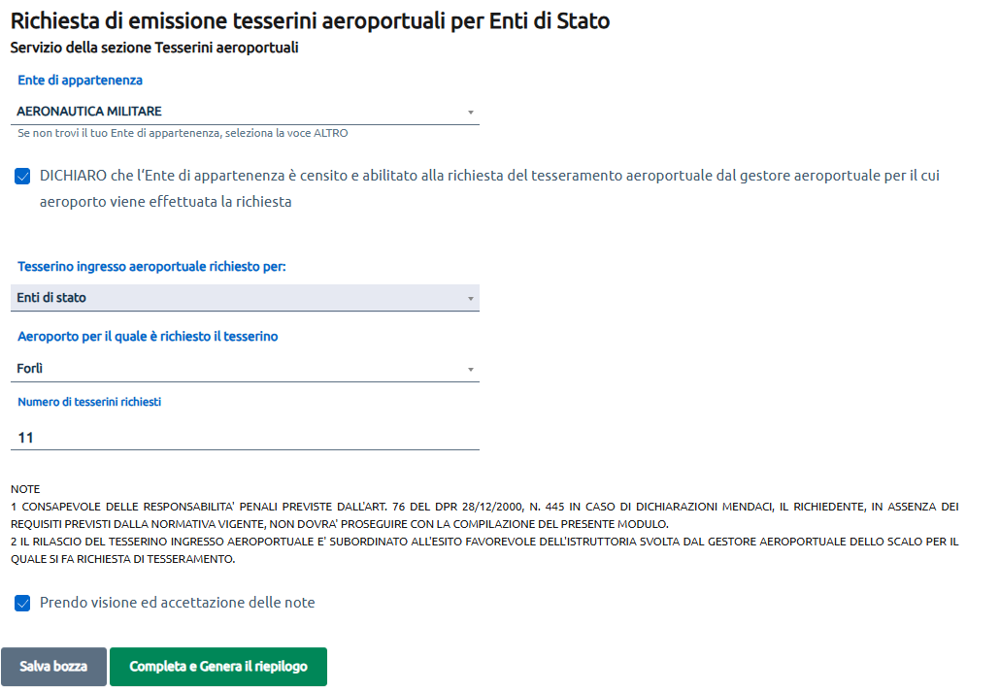 Richiesta di emissione tesserini aeroportuali per Enti di Stato
Servizio della sezione Tesserini aeroportuali
Ente di appartenenza
AERONAUTICA MILITARE
Se non trovi il tuo Ente di appartenenza, seleziona la voce ALTRO
DICHIARO che l'Ente di appartenenza è censito e abilitato alla richiesta del tesseramento aeroportuale dal gestore aeroportuale per il cui
aeroporto viene effettuata la richiesta
Tesserino ingresso aeroportuale richiesto per:
Enti di stato
Aeroporto per il quale è richiesto il tesserino
Forlì
Numero di tesserini richiesti
11
NOTE
1 CONSAPEVOLE DELLE RESPONSABILITA' PENALI PREVISTE DALL'ART. 76 DEL DPR 28/12/2000, N. 445 IN CASO DI DICHIARAZIONI MENDACI, IL RICHIEDENTE, IN ASSENZA DEI
REQUISITI PREVISTI DALLA NORMATIVA VIGENTE, NON DOVRA' PROSEGUIRE CON LA COMPILAZIONE DEL PRESENTE MODULO.
2 IL RILASCIO DEL TESSERINO INGRESSO AEROPORTUALE E' SUBORDINATO ALL'ESITO FAVOREVOLE DELL'ISTRUTTORIA SVOLTA DAL GESTORE AEROPORTUALE DELLO SCALO PER IL
QUALE SI FA RICHIESTA DI TESSERAMENTO.
Prendo visione ed accettazione delle note
Salva bozza
Completa e Genera il riepilogo